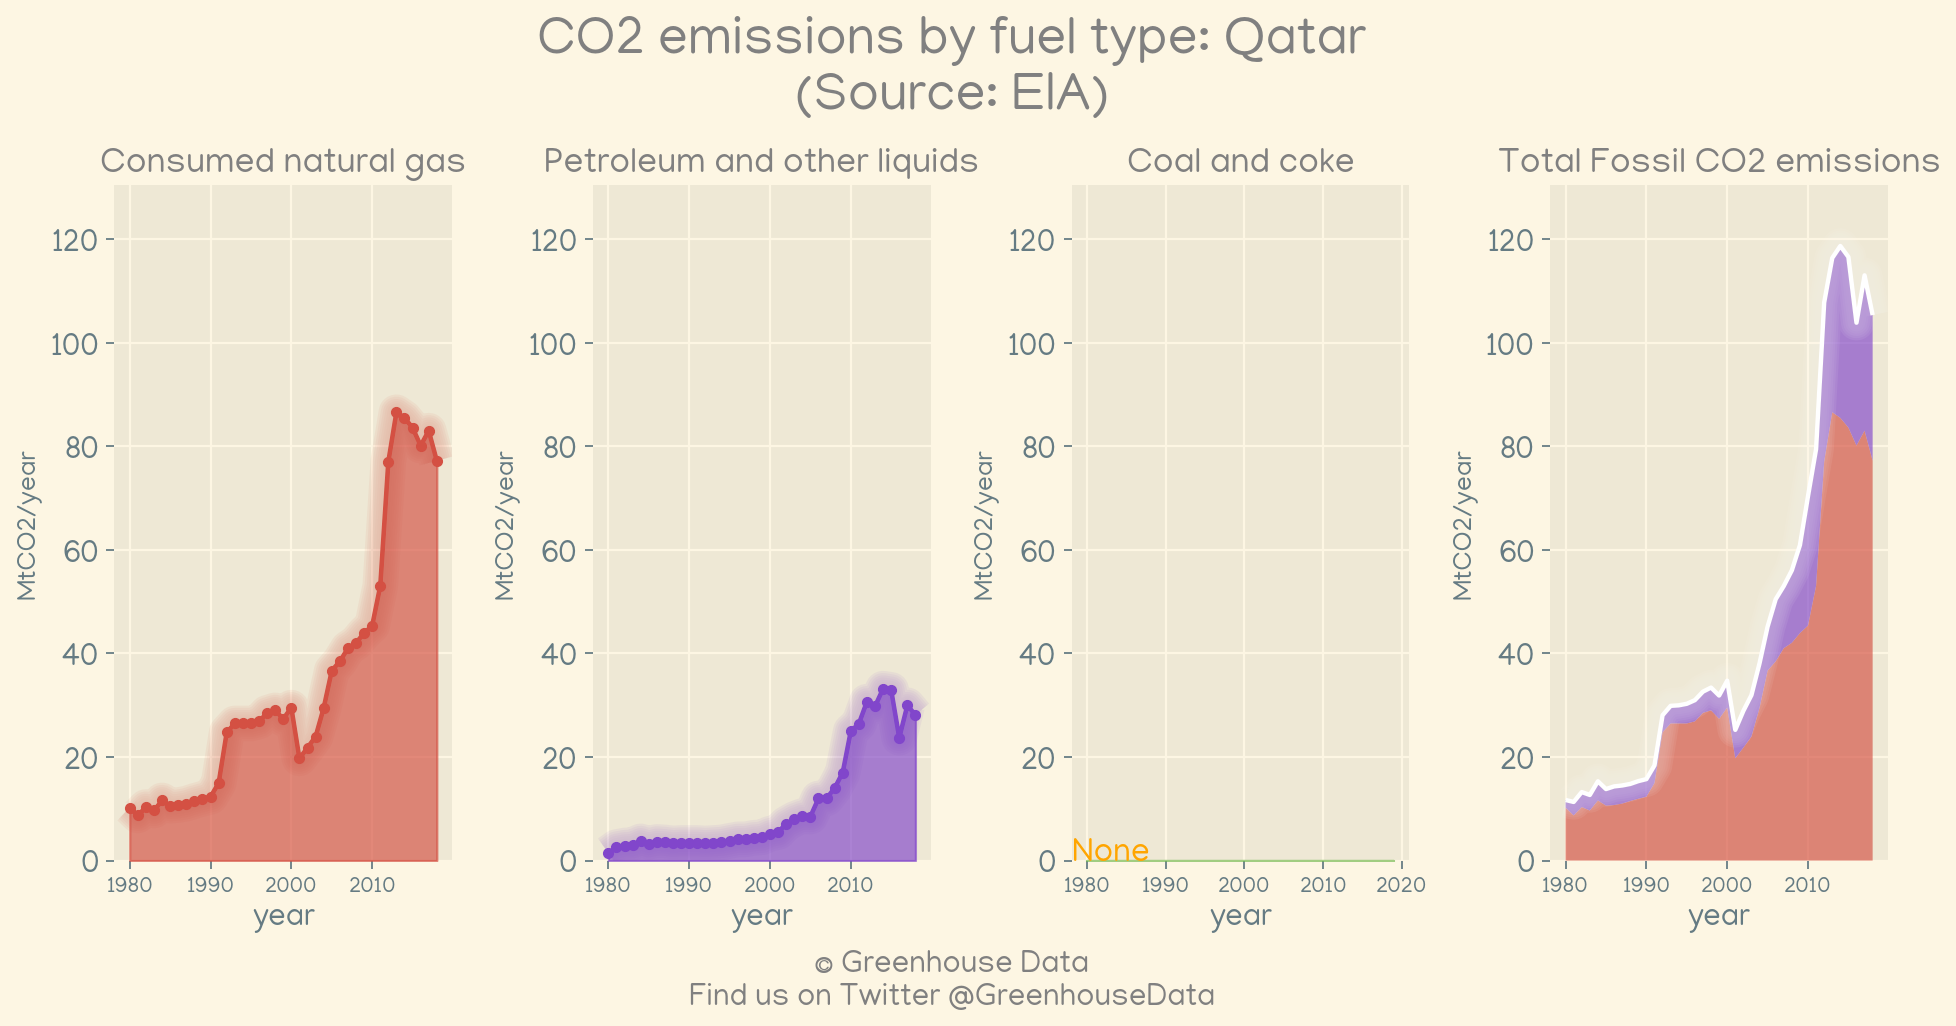 CO2 emissions by fuel type: Qatar
(Source: EIA)
Consumed natural gas
Petroleum and other liquids
Coal and coke
Total Fossil CO2 emissions
MtCO2/year
120
100
80
60
40
20
0
1980 1990 2000 2010
year
MtCO2/year
120
100
80
60
40
20
0
1980 1990 2000 2010
year
MtCO2/year
120
100
80
60
40
20
0
None
1980 1990 2000 2010 2020
year
MtCO2/year
120
100
80
60
40
20
0
1980 1990 2000 2010
year
© Greenhouse Data
Find us on Twitter @GreenhouseData